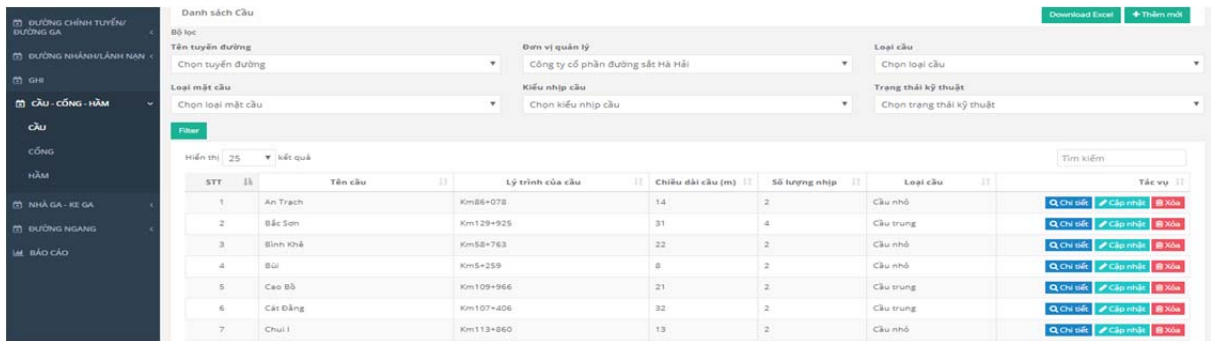 ĐƯỜNG CHÍNH TUYẾN/
ĐƯỜNG GA
ĐƯỜNG NHÁNH/LÁNH NẠN
GHI
CẦU - CỐNG - HẦM
CẦU
CỐNG
HẦM
NHÀ GA - KE GA
ĐƯỜNG NGANG
BÁO CÁO
Danh sách Cầu
Download Excel
+ Thêm mới
Bộ lọc
Tên tuyến đường
Đơn vị quản lý
Loại cầu
Chọn tuyến đường
Công ty cổ phần đường sắt Hà Hải
Chọn loại cầu
Loại mặt cầu
Kiểu nhịp cầu
Trạng thái kỹ thuật
Chọn loại mặt cầu
Chọn kiểu nhịp cầu
Chọn trạng thái kỹ thuật
Filter
Hiển thị 25 kết quả
Tìm kiếm
STT Tên cầu Lý trình của cầu Chiều dài cầu (m) Số lượng nhịp Loại cầu Tác vụ
1 An Trạch Km86+078 14 2 Cầu nhỏ Chi tiết Cập nhật Xóa
2 Bắc Sơn Km129+925 31 4 Cầu trung Chi tiết Cập nhật Xóa
3 Bình Khê Km58+763 22 2 Cầu nhỏ Chi tiết Cập nhật Xóa
4 Bùi Km5+259 8 2 Cầu nhỏ Chi tiết Cập nhật Xóa
5 Cao Bồ Km109+966 21 2 Cầu trung Chi tiết Cập nhật Xóa
6 Cát Đằng Km107+406 32 2 Cầu trung Chi tiết Cập nhật Xóa
7 Chui I Km113+860 13 2 Cầu nhỏ Chi tiết Cập nhật Xóa